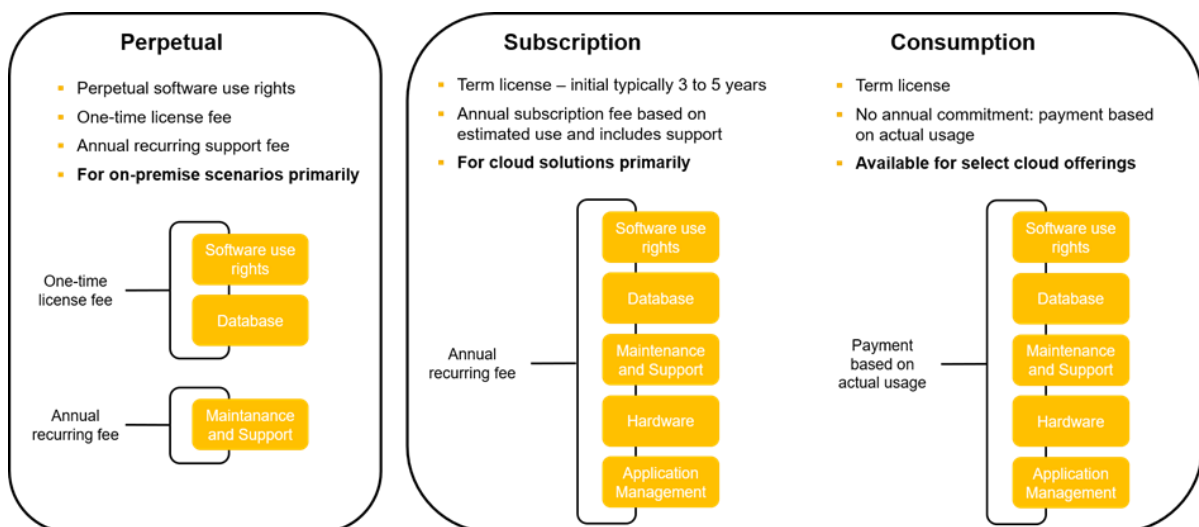 Perpetual
Perpetual software use rights
One-time license fee
Annual recurring support fee
For on-premise scenarios primarily
One-time
license fee
Software use
rights
Database
Annual
recurring fee
Maintanance
and Support
Subscription
Term license – initial typically 3 to 5 years
Annual subscription fee based on
estimated use and includes support
For cloud solutions primarily
Annual
recurring fee
Software use
rights
Database
Maintenance
and Support
Hardware
Application
Management
Consumption
Term license
No annual commitment: payment based
on actual usage
Available for select cloud offerings
Payment
based on
actual usage
Software use
rights
Database
Maintenance
and Support
Hardware
Application
Management